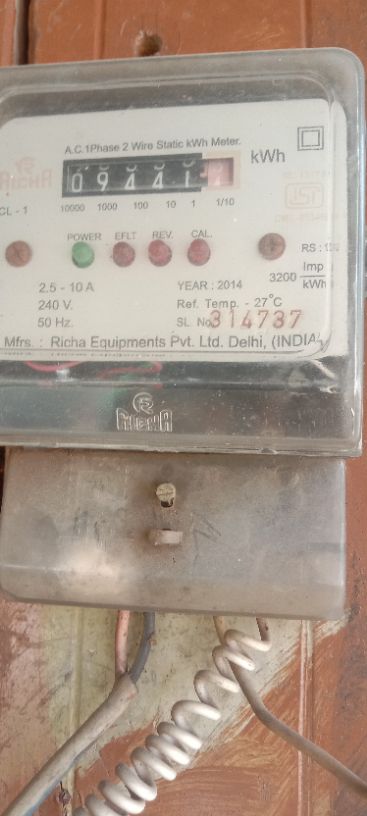 A.C.1Phase 2 Wire Static kWh Meter.
RICHA
09441
kWh
CL - 1
10000 1000 100 10 1 1/10
POWER EFLT REV. CAL.
2.5 - 10 A
YEAR : 2014
3200 Imp / kWh
240 V.
Ref. Temp. - 27°C
50 Hz.
SL No. 314737
Mfrs. : Richa Equipments Pvt. Ltd. Delhi, (INDIA)
RICHA